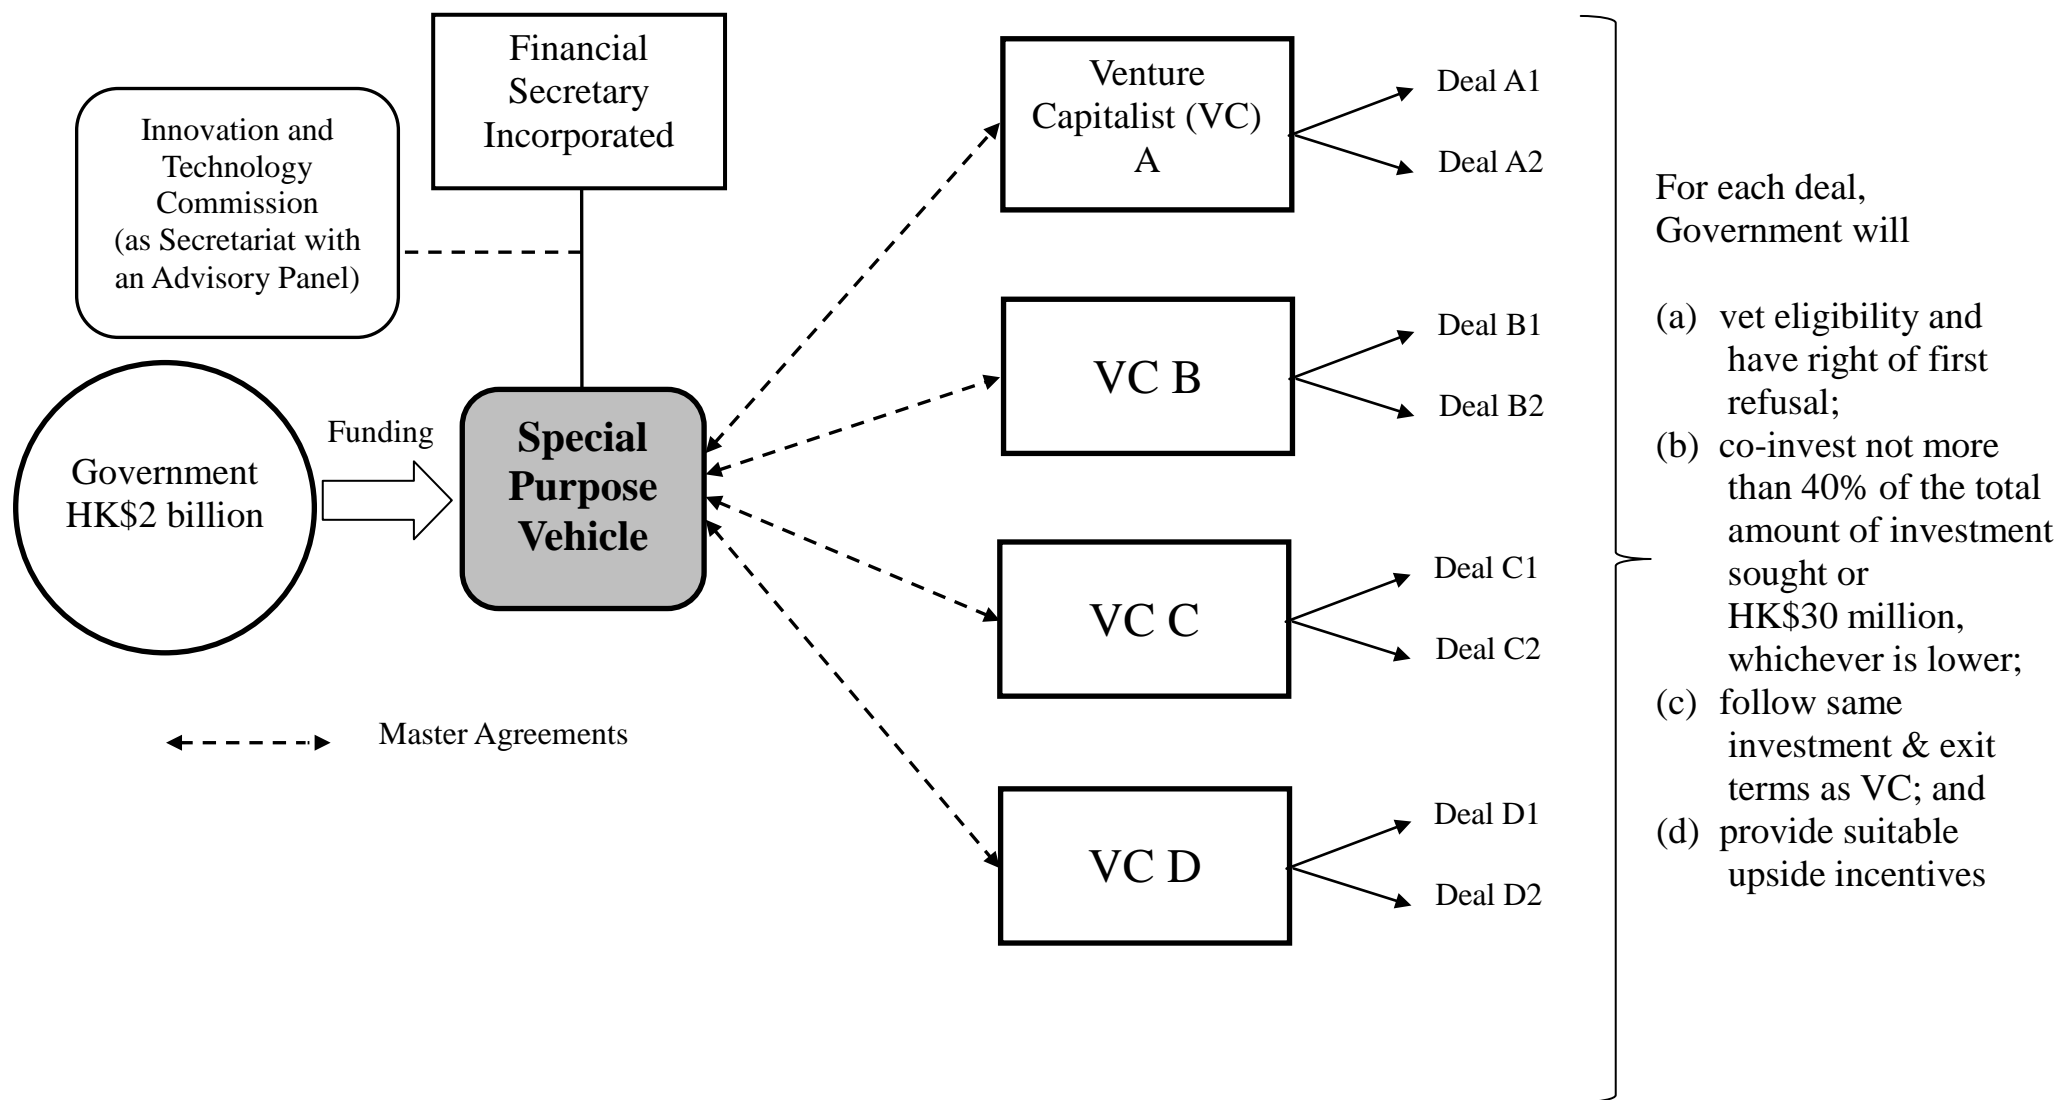 Financial
Secretary
Incorporated
Innovation and
Technology
Commission
(as Secretariat with
an Advisory Panel)
Government
HK$2 billion
Funding
Special
Purpose
Vehicle
Master Agreements
Venture
Capitalist (VC)
A
Deal A1
Deal A2
VC B
Deal B1
Deal B2
VC C
Deal C1
Deal C2
VC D
Deal D1
Deal D2
For each deal,
Government will
(a) vet eligibility and
have right of first
refusal;
(b) co-invest not more
than 40% of the total
amount of investment
sought or
HK$30 million,
whichever is lower;
(c) follow same
investment & exit
terms as VC; and
(d) provide suitable
upside incentives